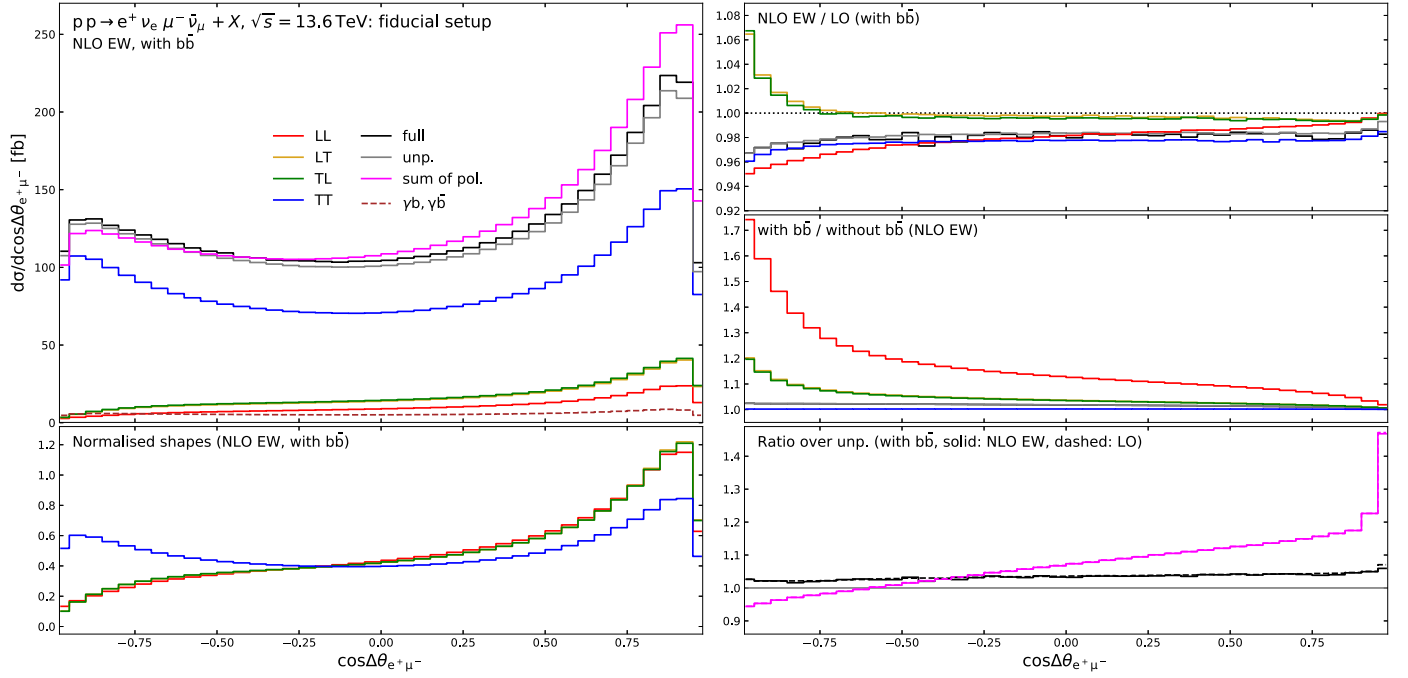 pp → e⁺ νₑ μ⁻ ν̄_μ + X, √s = 13.6 TeV: fiducial setup
NLO EW, with bb̄
dσ/dcosΔθ_{e⁺μ⁻} [fb]
250
200
150
100
50
0
LL
LT
TL
TT
full
unp.
sum of pol.
γb, γb̄
Normalised shapes (NLO EW, with bb̄)
1.2
1.0
0.8
0.6
0.4
0.2
0.0
−0.75 −0.50 −0.25 0.00 0.25 0.50 0.75
cosΔθ_{e⁺μ⁻}
NLO EW / LO (with bb̄)
1.08
1.06
1.04
1.02
1.00
0.98
0.96
0.94
0.92
with bb̄ / without bb̄ (NLO EW)
1.7
1.6
1.5
1.4
1.3
1.2
1.1
1.0
Ratio over unp. (with bb̄, solid: NLO EW, dashed: LO)
1.4
1.3
1.2
1.1
1.0
0.9
−0.75 −0.50 −0.25 0.00 0.25 0.50 0.75
cosΔθ_{e⁺μ⁻}